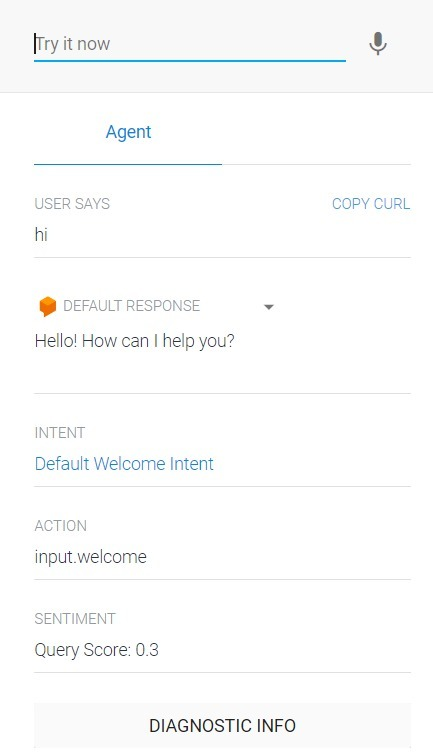 Try it now
Agent
USER SAYS COPY CURL
hi
DEFAULT RESPONSE
Hello! How can I help you?
INTENT
Default Welcome Intent
ACTION
input.welcome
SENTIMENT
Query Score: 0.3
DIAGNOSTIC INFO